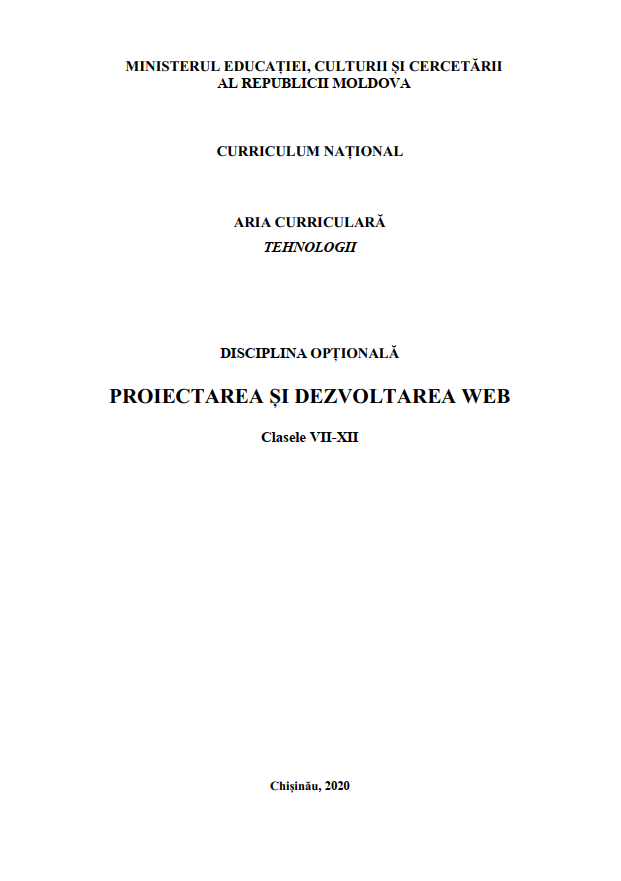 MINISTERUL EDUCAȚIEI, CULTURII ȘI CERCETĂRII
AL REPUBLICII MOLDOVA
CURRICULUM NAȚIONAL
ARIA CURRICULARĂ
TEHNOLOGII
DISCIPLINA OPȚIONALĂ
PROIECTAREA ȘI DEZVOLTAREA WEB
Clasele VII-XII
Chișinău, 2020